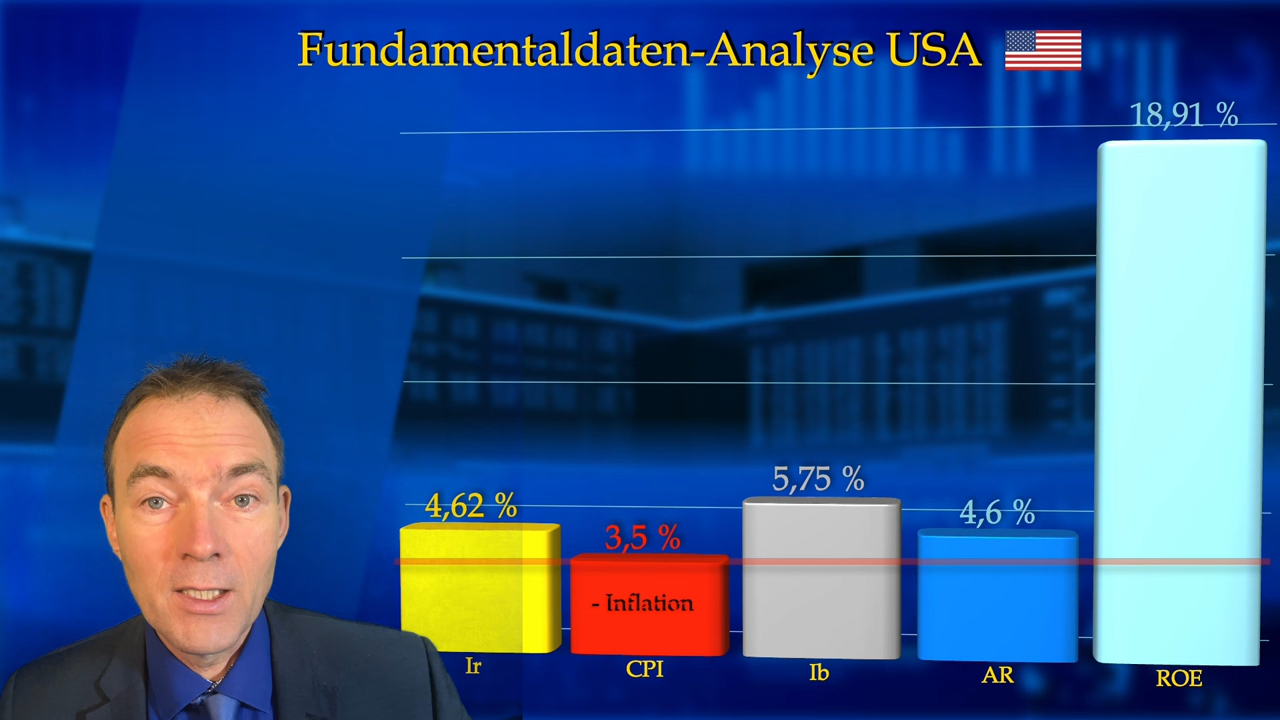 Fundamentaldaten-Analyse USA
18,91 %
5,75 %
4,62 %
4,6 %
3,5 %
- Inflation
Ir
CPI
Ib
AR
ROE